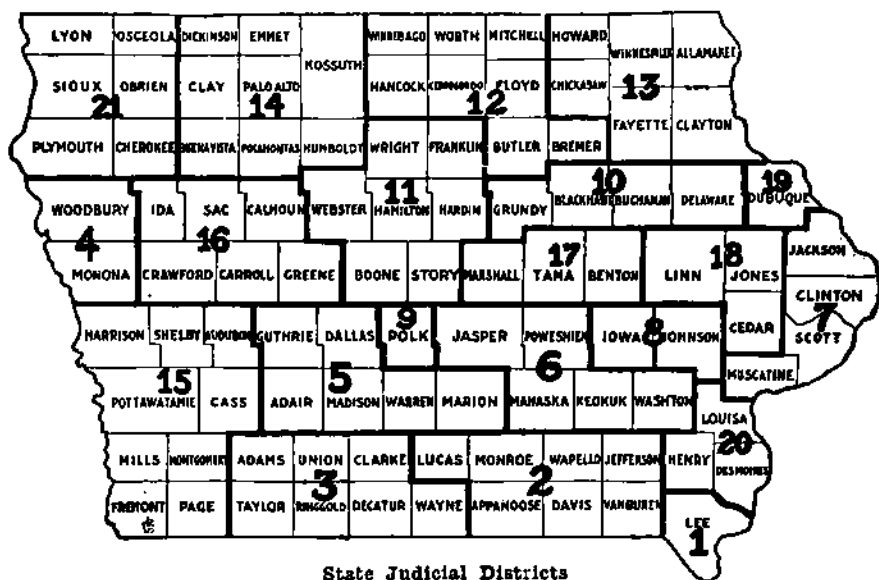 LYON OSCEOLA DICKINSON EMMET WINNEBAGO WORTH MITCHELL HOWARD
KOSSUTH WINNESHIEK ALLAMAKEE
SIOUX OBRIEN CLAY PALO ALTO HANCOCK FLOYD CHICKASAW
21 14 12 13
PLYMOUTH CHEROKEE BUENA VISTA POCAHONTAS HUMBOLDT WRIGHT FRANKLIN BUTLER BREMER FAYETTE CLAYTON
10 19
WOODBURY IDA SAC CALHOUN WEBSTER 11 HAMILTON HARDIN GRUNDY BLACKHAWK BUCHANAN DELAWARE DUBUQUE
4 16 17 18 JACKSON
MONONA CRAWFORD CARROLL GREENE BOONE STORY MARSHALL TAMA BENTON LINN JONES
CLINTON
9 7
HARRISON SHELBY AUDUBON GUTHRIE DALLAS POLK JASPER POWESHIEK IOWA 8 JOHNSON CEDAR SCOTT
15 5 6 MUSCATINE
POTTAWATAMIE CASS ADAIR MADISON WARREN MARION MAHASKA KEOKUK WASHTON
LOUISA
20
MILLS MONTGOMERY ADAMS UNION CLARKE LUCAS MONROE WAPELLO JEFFERSON HENRY DESMOINES
3 2
FREMONT PAGE TAYLOR RINGGOLD DECATUR WAYNE APPANOOSE DAVIS VANBUREN
LEE
1
State Judicial Districts